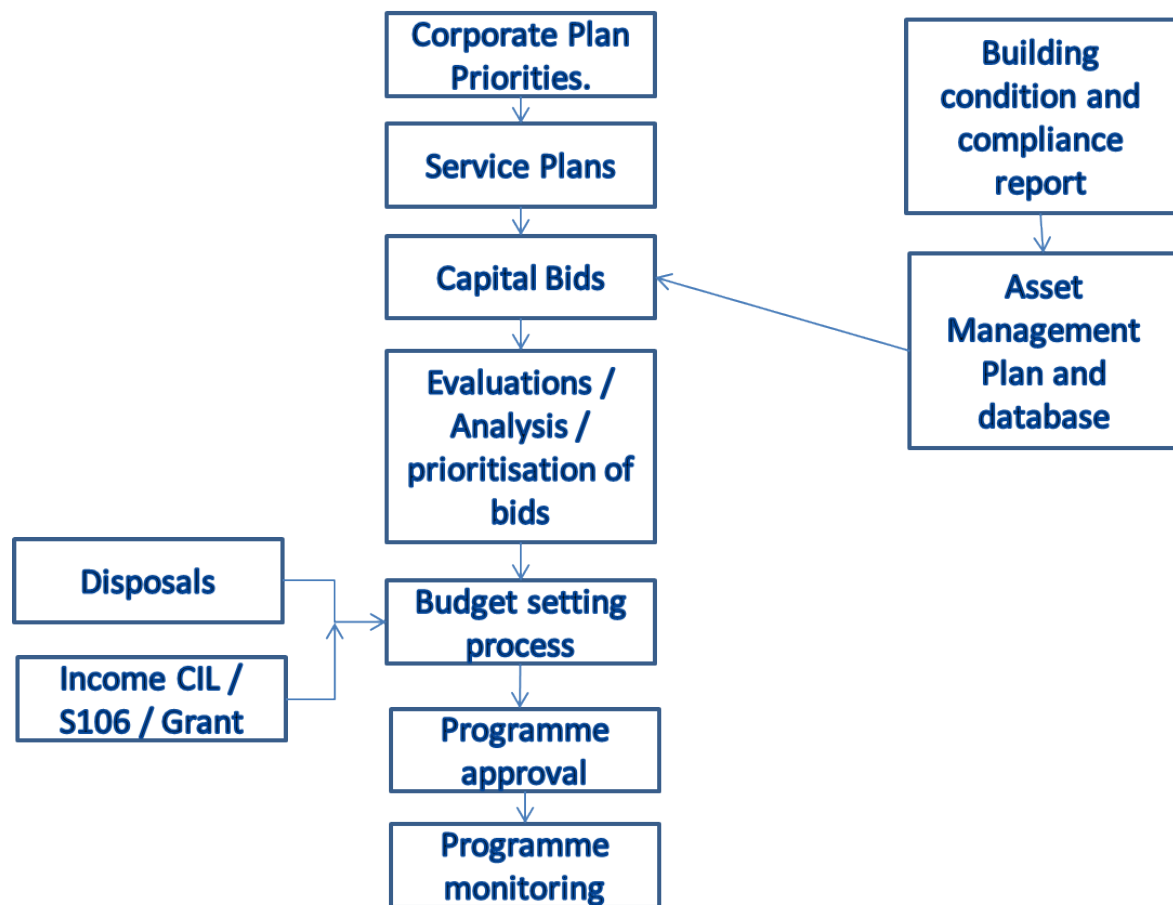 Corporate Plan
Priorities.
Service Plans
Capital Bids
Evaluations /
Analysis /
prioritisation of
bids
Building
condition and
compliance
report
Asset
Management
Plan and
database
Disposals
Income CIL /
S106 / Grant
Budget setting
process
Programme
approval
Programme
monitoring